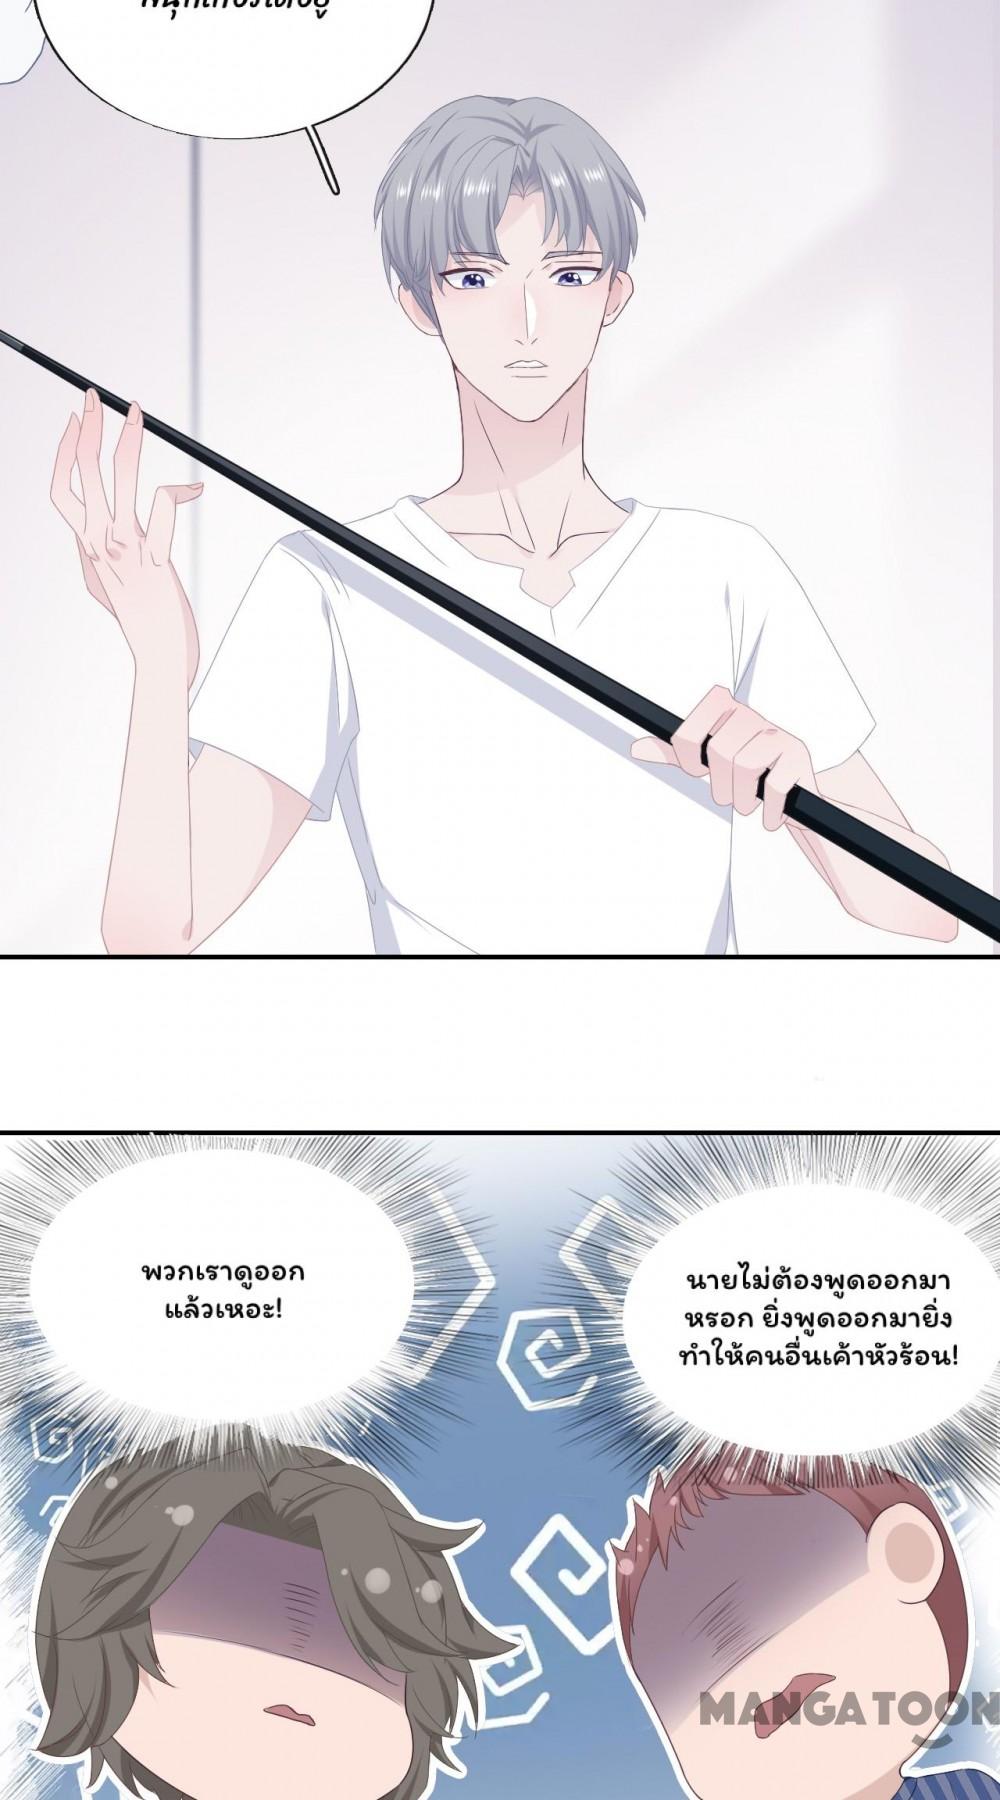 พวกเราดูออก
แล้วเหอะ!
นายไม่ต้องพูดออกมา
หรอก ยิ่งพูดออกมายิ่ง
ทำให้คนอื่นเค้าหัวร้อน!
MANGATOON